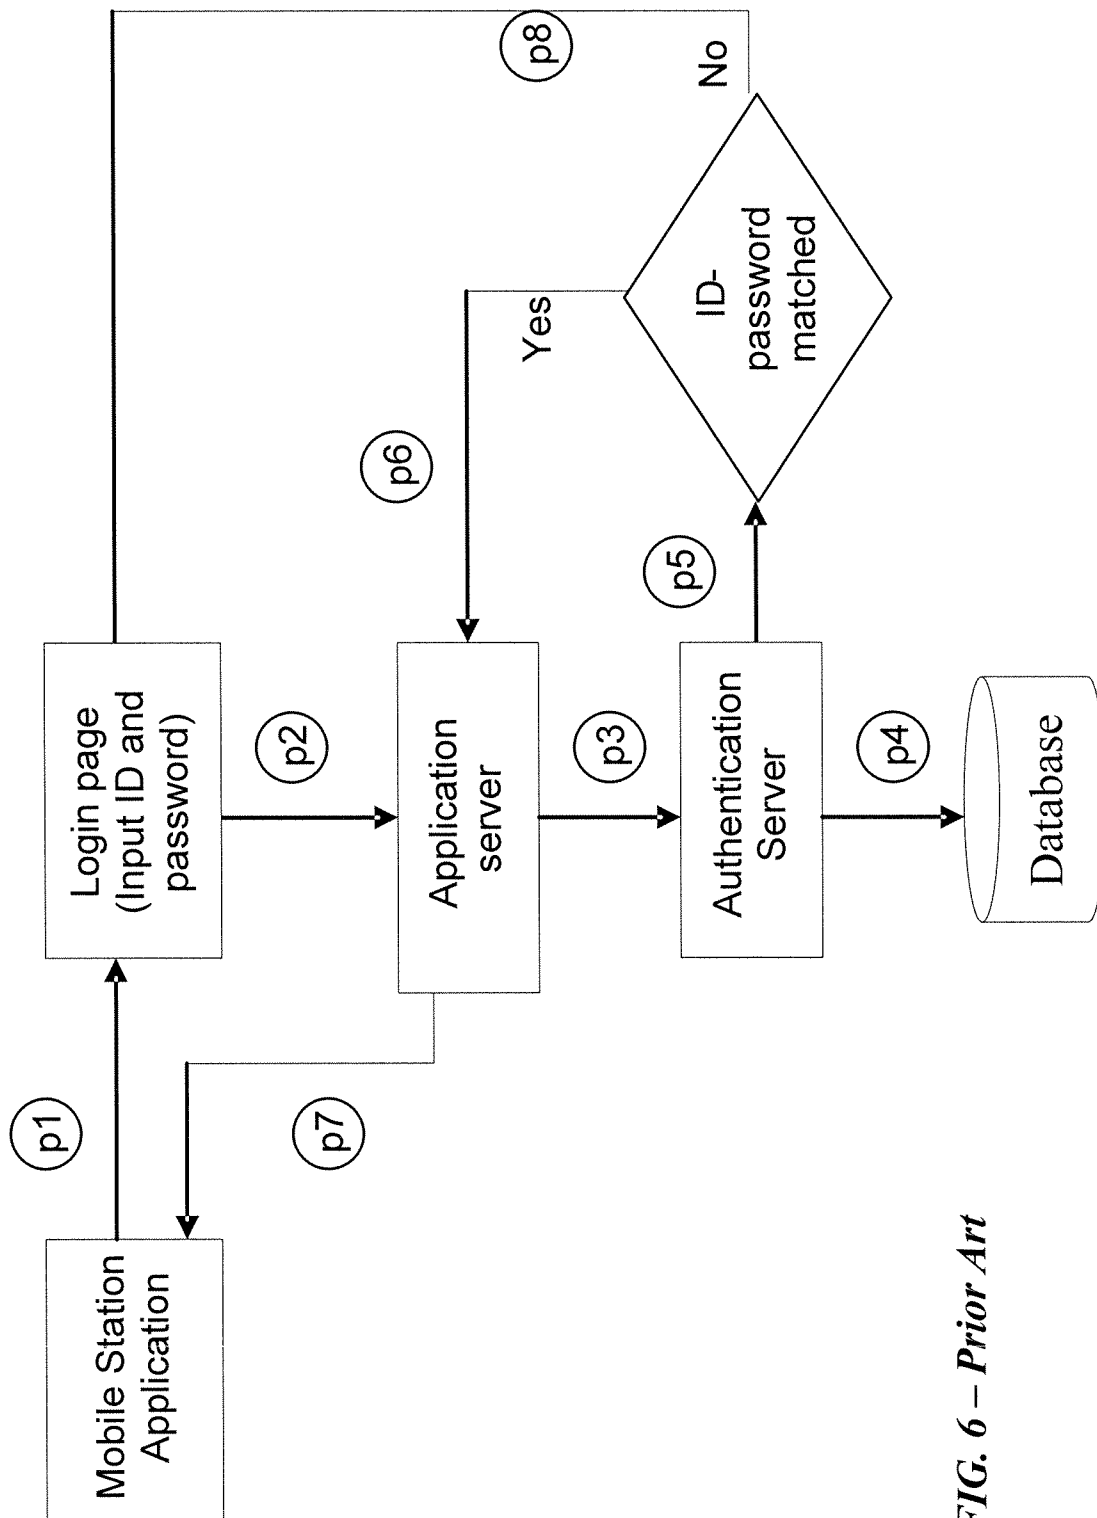 Mobile Station
Application
p1
Login page
(Input ID and
password)
p2
Application
server
p3
Authentication
Server
p4
Database
p5
ID-
password
matched
Yes
p6
p7
No
p8
FIG. 6 – Prior Art